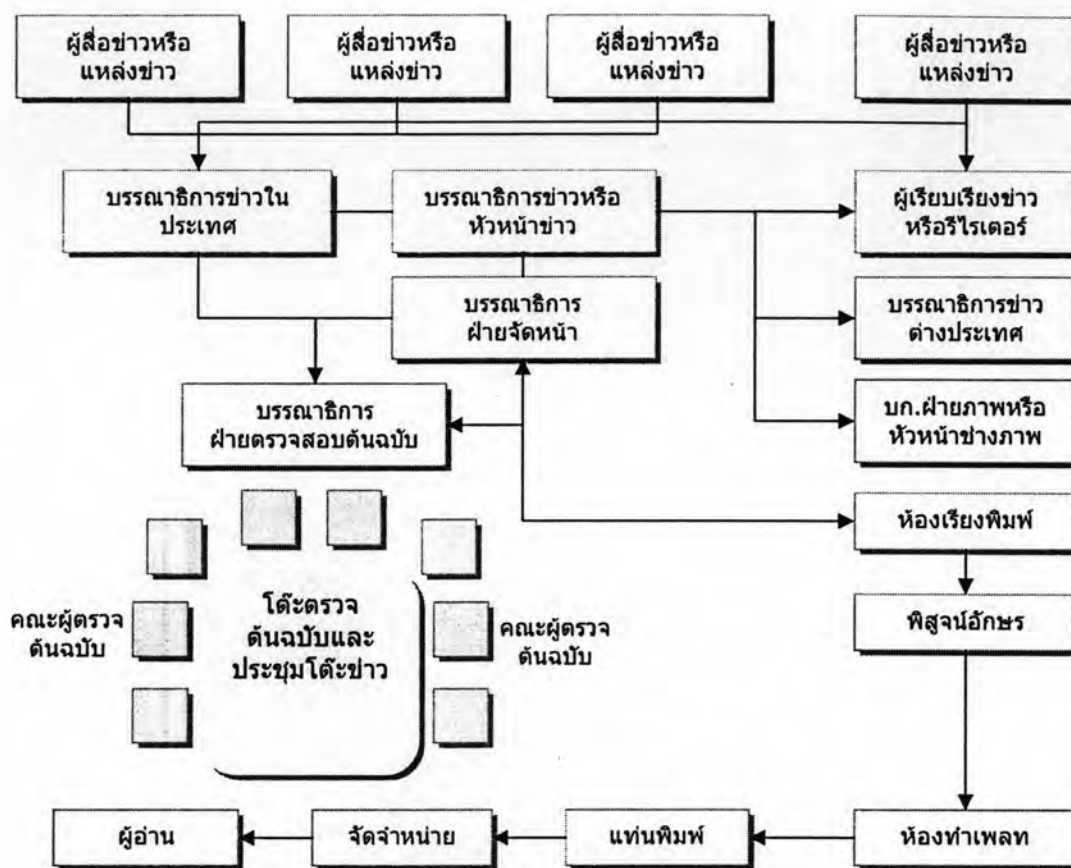 ผู้สื่อข่าวหรือ
แหล่งข่าว
ผู้สื่อข่าวหรือ
แหล่งข่าว
ผู้สื่อข่าวหรือ
แหล่งข่าว
ผู้สื่อข่าวหรือ
แหล่งข่าว
บรรณาธิการข่าวใน
ประเทศ
บรรณาธิการข่าวหรือ
หัวหน้าข่าว
ผู้เรียบเรียงข่าว
หรือรีไรเตอร์
บรรณาธิการ
ฝ่ายจัดหน้า
บรรณาธิการข่าว
ต่างประเทศ
บรรณาธิการ
ฝ่ายตรวจสอบต้นฉบับ
บก.ฝ่ายภาพหรือ
หัวหน้าช่างภาพ
ห้องเรียงพิมพ์
คณะผู้ตรวจ
ต้นฉบับ
โต๊ะตรวจ
ต้นฉบับและ
ประชุมโต๊ะข่าว
คณะผู้ตรวจ
ต้นฉบับ
พิสูจน์อักษร
ผู้อ่าน
จัดจำหน่าย
แท่นพิมพ์
ห้องทำเพลท